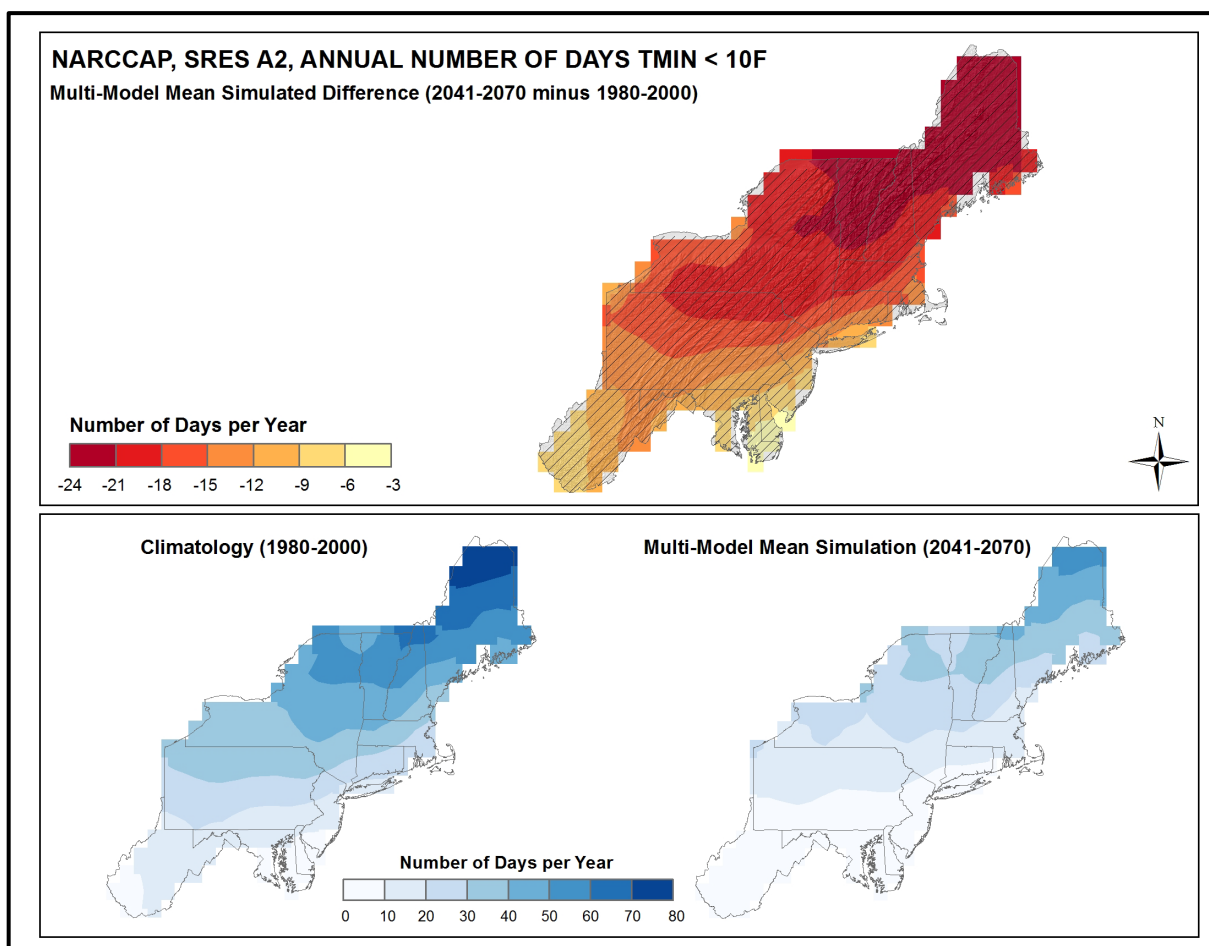 NARCCAP, SRES A2, ANNUAL NUMBER OF DAYS TMIN < 10F
Multi-Model Mean Simulated Difference (2041-2070 minus 1980-2000)
Number of Days per Year
-24 -21 -18 -15 -12 -9 -6 -3
N
Climatology (1980-2000)
Multi-Model Mean Simulation (2041-2070)
Number of Days per Year
0 10 20 30 40 50 60 70 80